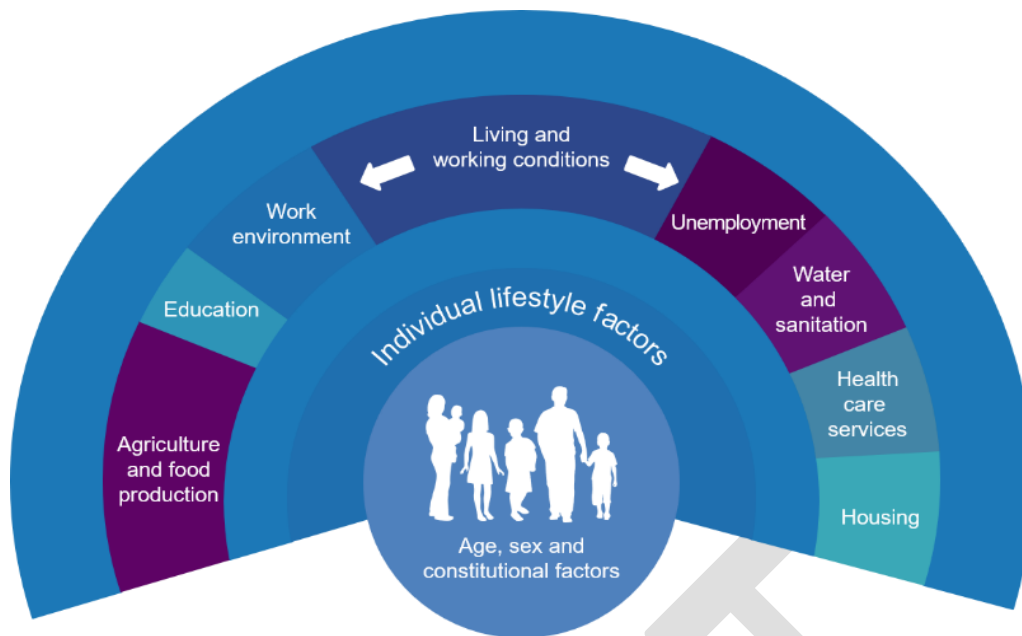 Living and
working conditions
Work
environment
Unemployment
Education
Water
and
sanitation
Individual lifestyle factors
Health
care
services
Agriculture
and food
production
Housing
Age, sex and
constitutional factors